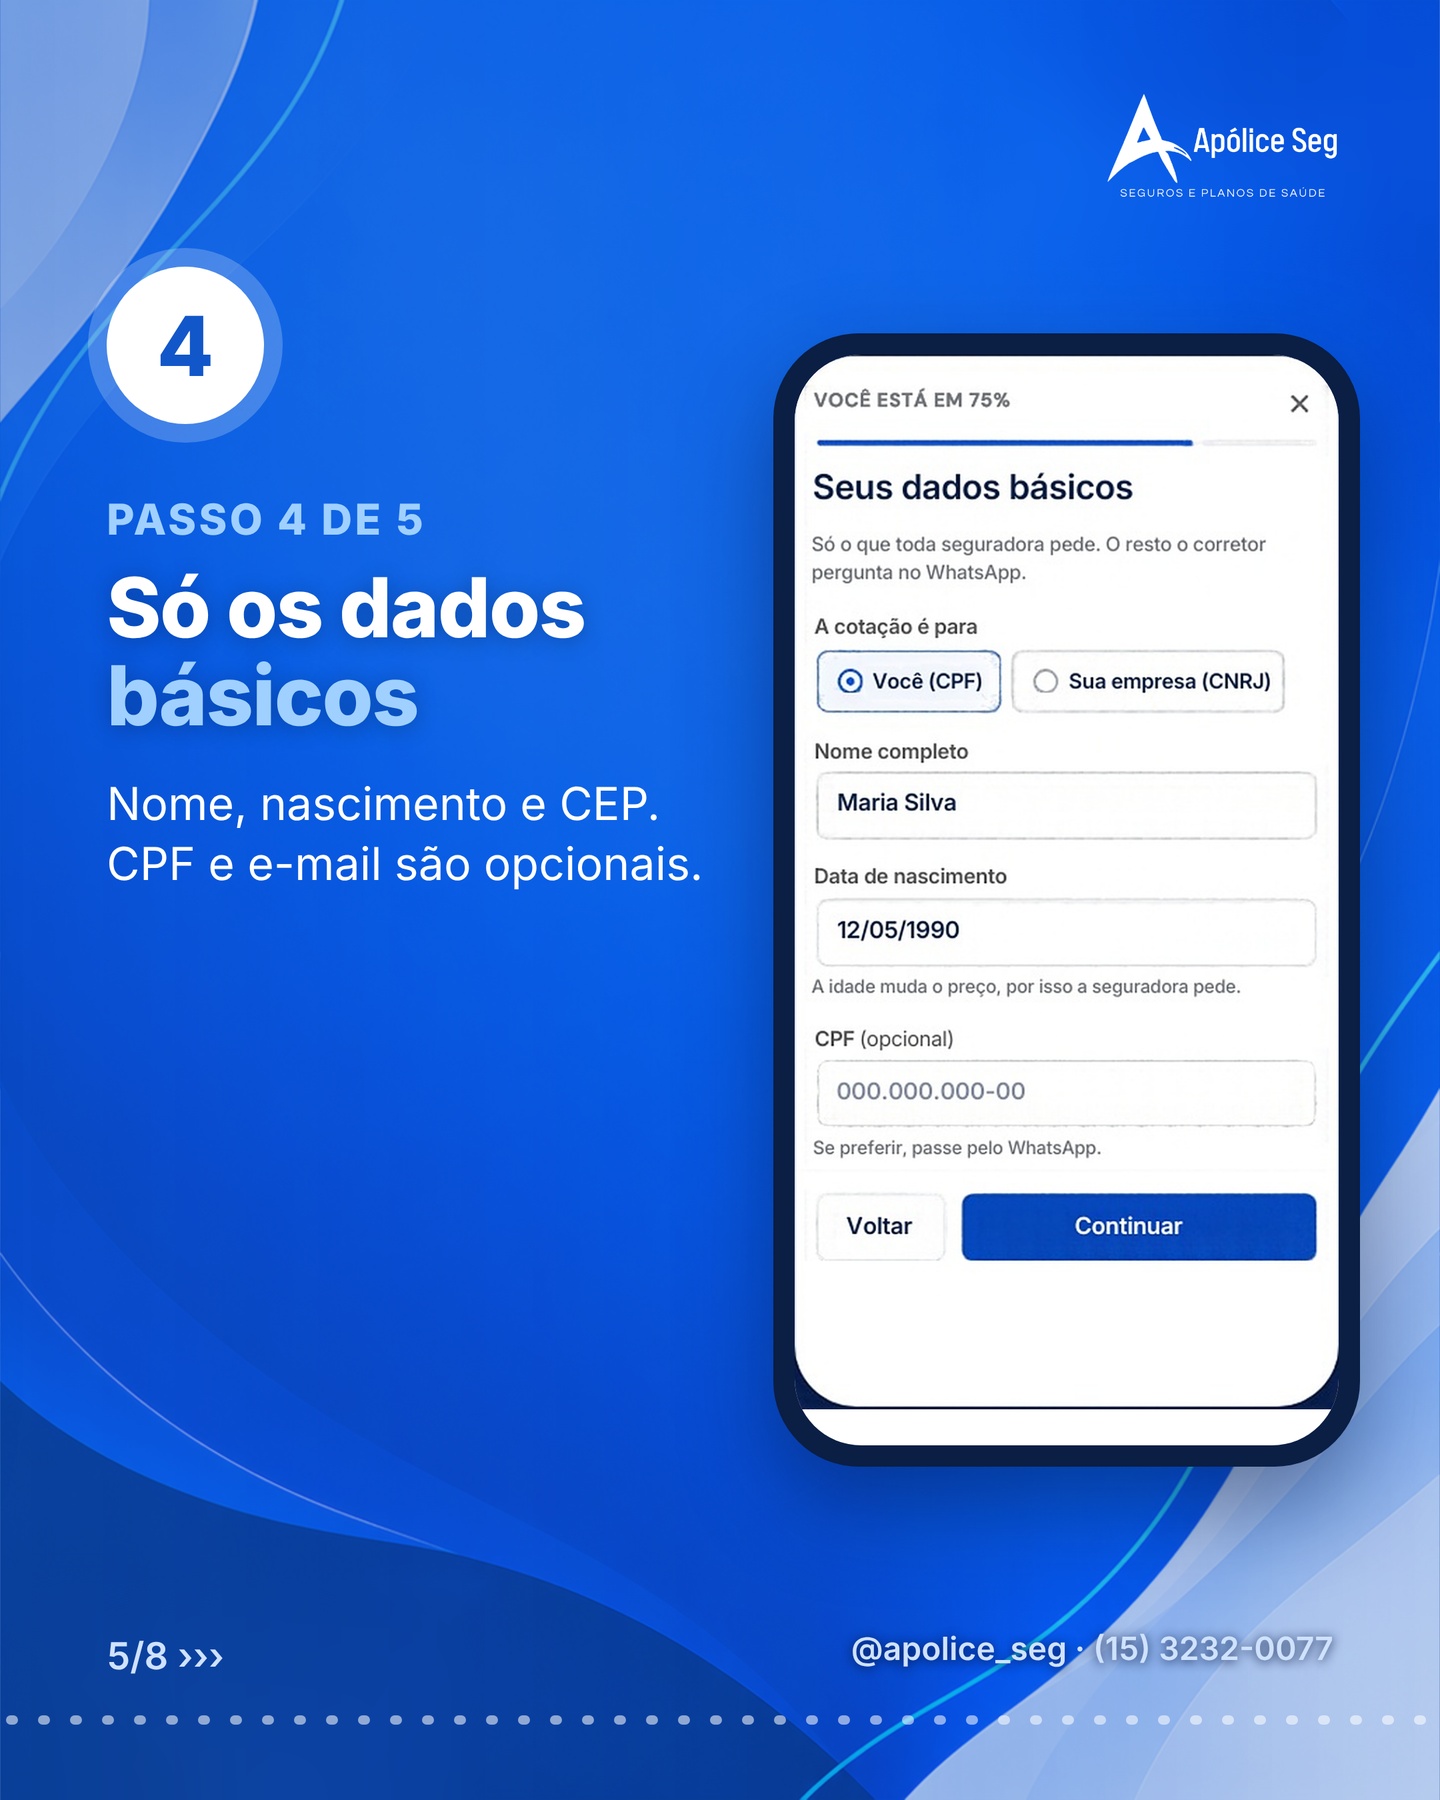 Apólice Seg
SEGUROS E PLANOS DE SAÚDE
4
PASSO 4 DE 5
Só os dados
básicos
Nome, nascimento e CEP.
CPF e e-mail são opcionais.
VOCÊ ESTÁ EM 75%
Seus dados básicos
Só o que toda seguradora pede. O resto o corretor
pergunta no WhatsApp.
A cotação é para
Você (CPF)
Sua empresa (CNRJ)
Nome completo
Maria Silva
Data de nascimento
12/05/1990
A idade muda o preço, por isso a seguradora pede.
CPF (opcional)
000.000.000-00
Se preferir, passe pelo WhatsApp.
Voltar
Continuar
5/8 ›››
@apolice_seg · (15) 3232-0077